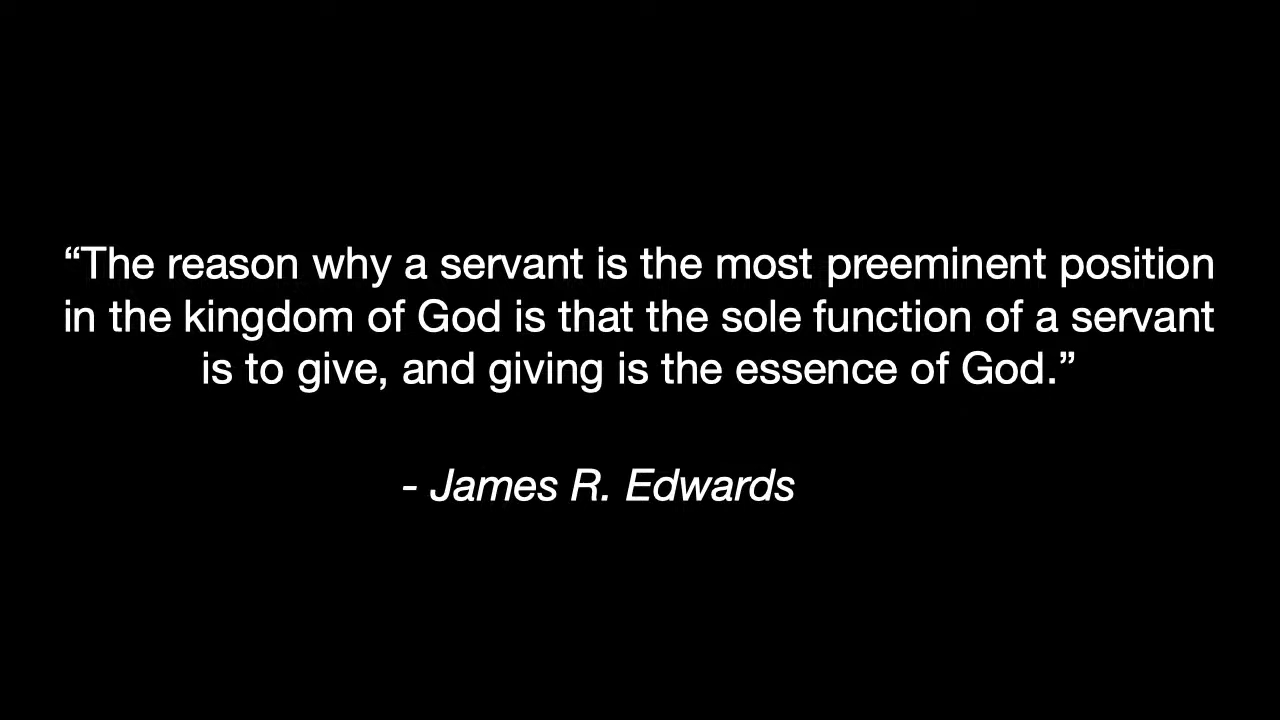 “The reason why a servant is the most preeminent position
in the kingdom of God is that the sole function of a servant
is to give, and giving is the essence of God.”
- James R. Edwards